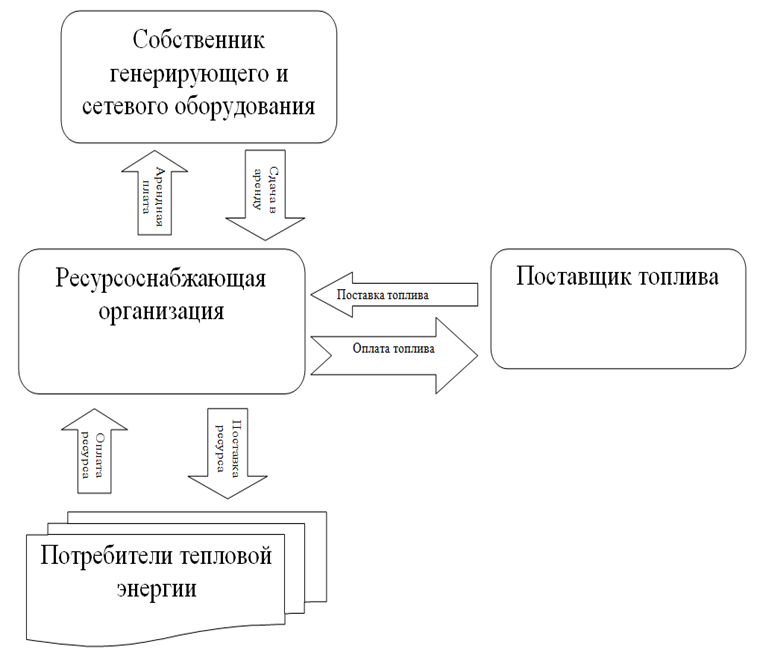 Собственник
генерирующего и
сетевого оборудования
Арендная
плата
Сдача в
аренду
Ресурсоснабжающая
организация
Поставщик топлива
Поставка топлива
Оплата топлива
Оплата
ресурса
Поставка
ресурса
Потребители тепловой
энергии